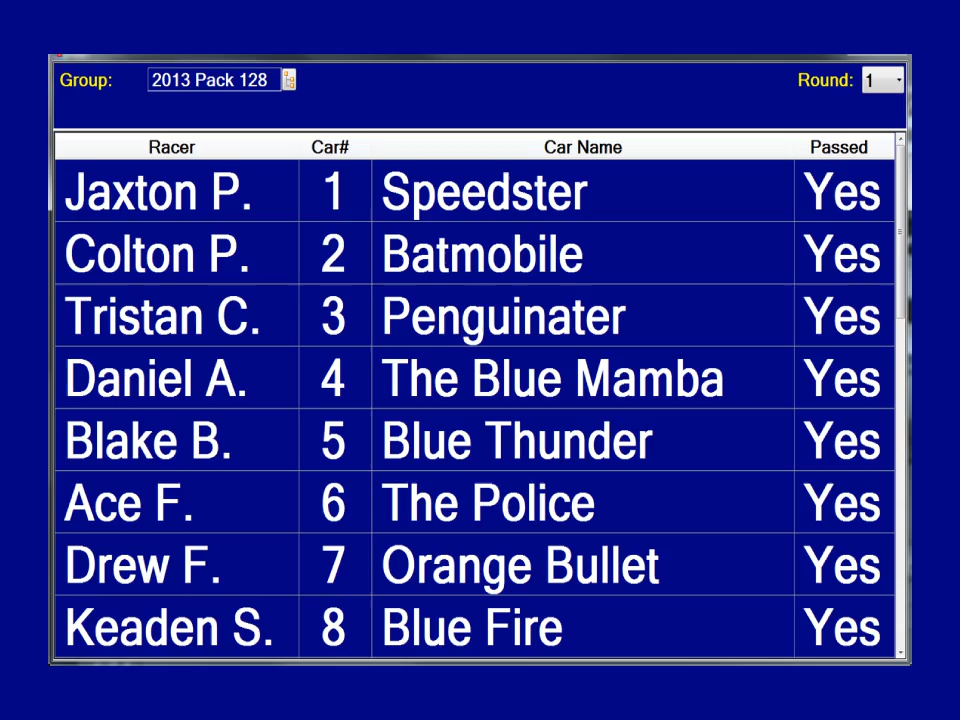 Group: 2013 Pack 128 Round: 1
Racer Car# Car Name Passed
Jaxton P. 1 Speedster Yes
Colton P. 2 Batmobile Yes
Tristan C. 3 Penguinater Yes
Daniel A. 4 The Blue Mamba Yes
Blake B. 5 Blue Thunder Yes
Ace F. 6 The Police Yes
Drew F. 7 Orange Bullet Yes
Keaden S. 8 Blue Fire Yes